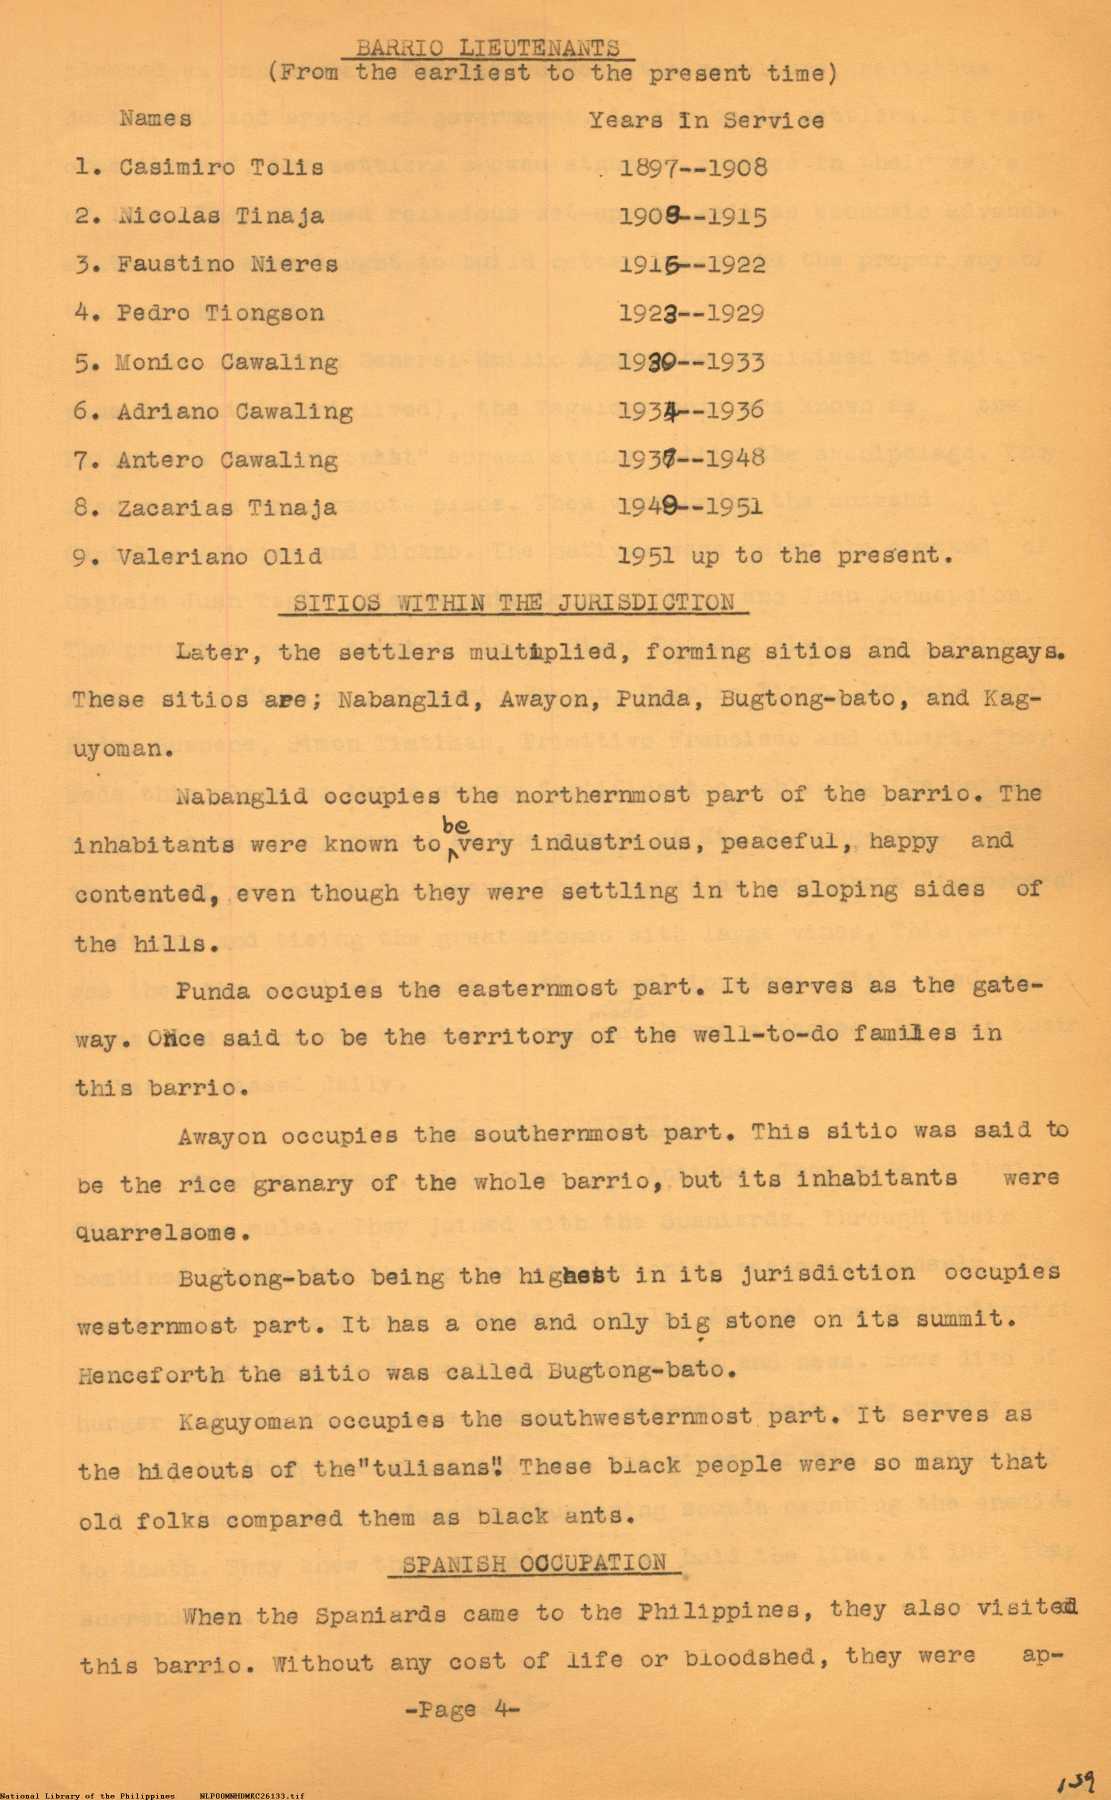 BARRIO LIEUTENANTS
(From the earliest to the present time)
Names Years in Service
1. Casimiro Tolis 1897--1908
2. Nicolas Tinaja 1908--1915
3. Faustino Nieres 1915--1922
4. Pedro Tiongson 1923--1929
5. Monico Cawaling 1930--1933
6. Adriano Cawaling 1934--1936
7. Antero Cawaling 1937--1948
8. Zacarias Tinaja 1949--1951
9. Valeriano Olid 1951 up to the present.
SITIOS WITHIN THE JURISDICTION
Later, the settlers multiplied, forming sitios and barangays.
These sitios are; Nabanglid, Awayon, Punda, Bugtong-bato, and Kag-
uyoman.
Nabanglid occupies the northernmost part of the barrio. The
inhabitants were known to be very industrious, peaceful, happy and
contented, even though they were settling in the sloping sides of
the hills.
Punda occupies the easternmost part. It serves as the gate-
way. Once said to be the territory of the well-to-do familes in
this barrio.
Awayon occupies the southernmost part. This sitio was said to
be the rice granary of the whole barrio, but its inhabitants were
quarrelsome.
Bugtong-bato being the highest in its jurisdiction occupies
westernmost part. It has a one and only big stone on its summit.
Henceforth the sitio was called Bugtong-bato.
Kaguyoman occupies the southwesternmost part. It serves as
the hideouts of the"tulisans". These black people were so many that
old folks compared them as black ants.
SPANISH OCCUPATION
When the Spaniards came to the Philippines, they also visited
this barrio. Without any cost of life or bloodshed, they were ap-
-Page 4-
139
National Library of the Philippines NLPOOMNHDMRC26133.tif